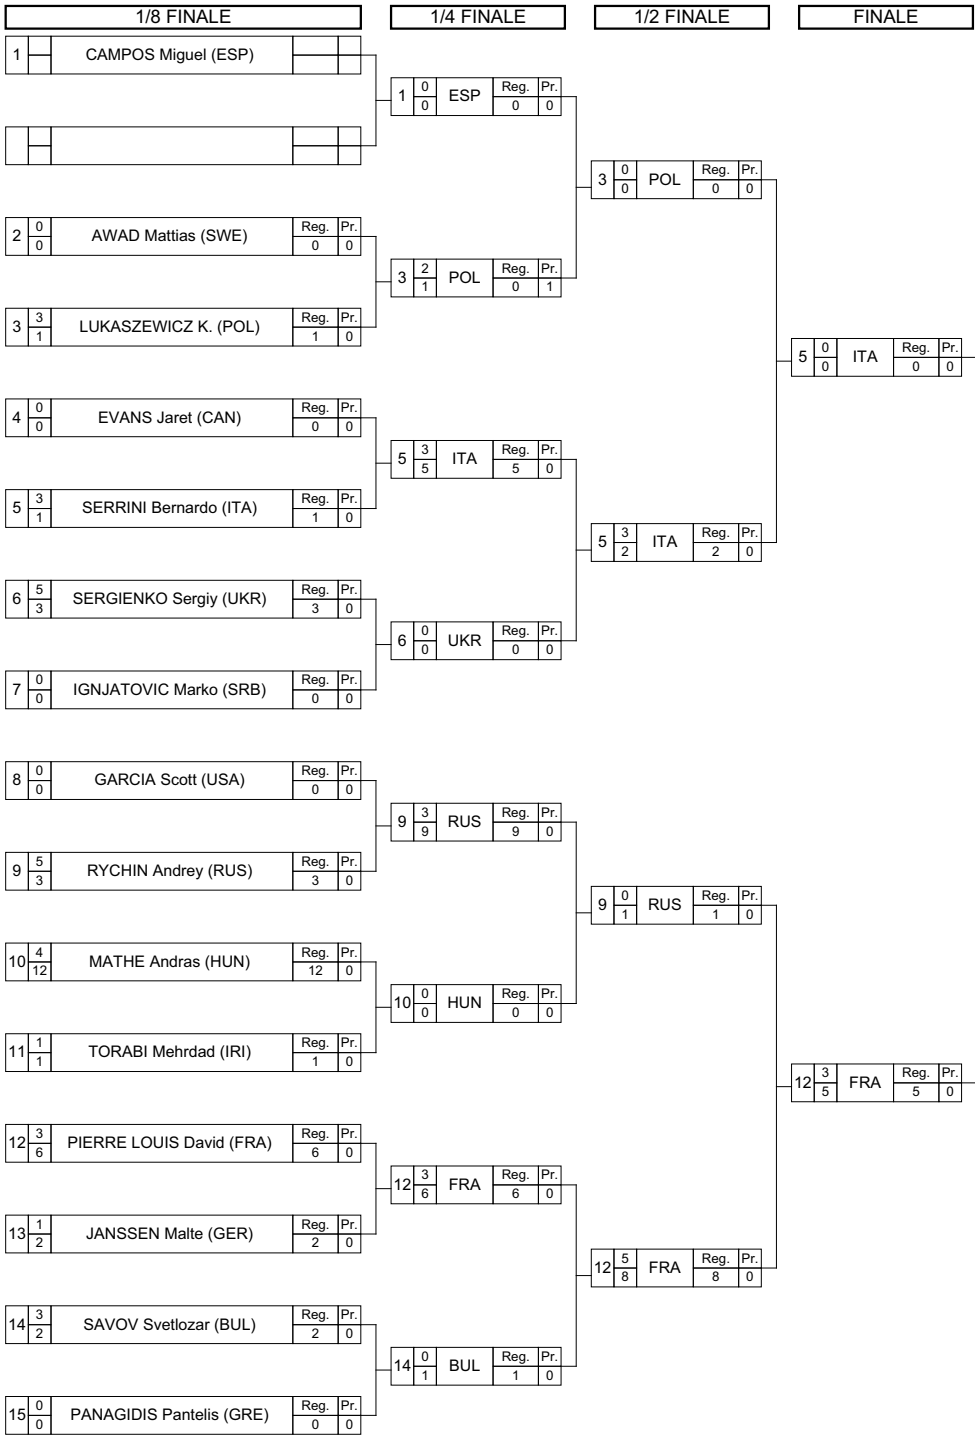 1/8 FINALE 1/4 FINALE 1/2 FINALE FINALE
1 CAMPOS Miguel (ESP)
1 0 ESP Reg. Pr.
0 0 0
3 0 POL Reg. Pr.
0 0 0
2 0 AWAD Mattias (SWE) Reg. Pr.
0 0 0
3 2 POL Reg. Pr.
1 0 1
3 3 LUKASZEWICZ K. (POL) Reg. Pr.
1 1 0
5 0 ITA Reg. Pr.
0 0 0
4 0 EVANS Jaret (CAN) Reg. Pr.
0 0 0
5 3 ITA Reg. Pr.
5 5 0
5 3 SERRINI Bernardo (ITA) Reg. Pr.
1 1 0
5 3 ITA Reg. Pr.
2 2 0
6 5 SERGIENKO Sergiy (UKR) Reg. Pr.
3 3 0
6 0 UKR Reg. Pr.
0 0 0
7 0 IGNJATOVIC Marko (SRB) Reg. Pr.
0 0 0
8 0 GARCIA Scott (USA) Reg. Pr.
0 0 0
9 3 RUS Reg. Pr.
9 9 0
9 5 RYCHIN Andrey (RUS) Reg. Pr.
3 3 0
9 0 RUS Reg. Pr.
1 1 0
10 4 MATHE Andras (HUN) Reg. Pr.
12 12 0
10 0 HUN Reg. Pr.
0 0 0
11 1 TORABI Mehrdad (IRI) Reg. Pr.
1 1 0
12 3 FRA Reg. Pr.
5 5 0
12 3 PIERRE LOUIS David (FRA) Reg. Pr.
6 6 0
12 3 FRA Reg. Pr.
6 6 0
13 1 JANSSEN Malte (GER) Reg. Pr.
2 2 0
12 5 FRA Reg. Pr.
8 8 0
14 3 SAVOV Svetlozar (BUL) Reg. Pr.
2 2 0
14 0 BUL Reg. Pr.
1 1 0
15 0 PANAGIDIS Pantelis (GRE) Reg. Pr.
0 0 0